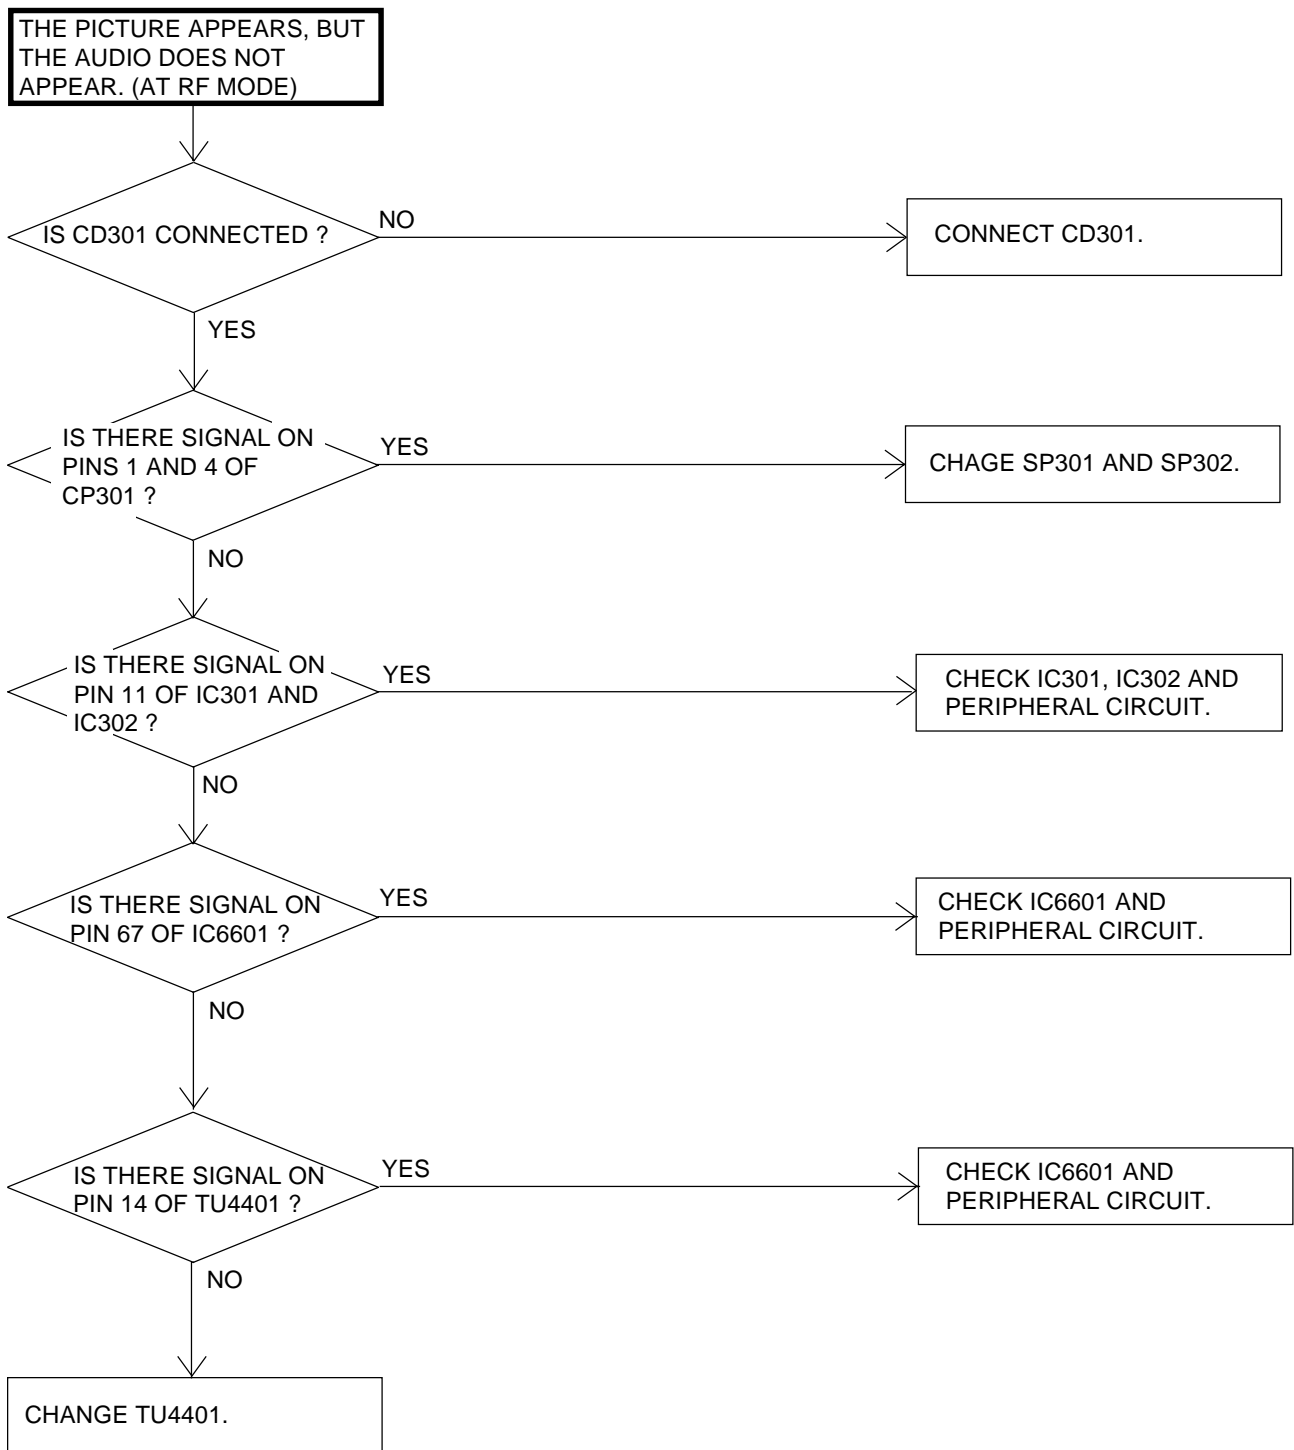 THE PICTURE APPEARS, BUT
THE AUDIO DOES NOT
APPEAR. (AT RF MODE)
IS CD301 CONNECTED ?
NO
CONNECT CD301.
YES
IS THERE SIGNAL ON
PINS 1 AND 4 OF
CP301 ?
YES
CHAGE SP301 AND SP302.
NO
IS THERE SIGNAL ON
PIN 11 OF IC301 AND
IC302 ?
YES
CHECK IC301, IC302 AND
PERIPHERAL CIRCUIT.
NO
IS THERE SIGNAL ON
PIN 67 OF IC6601 ?
YES
CHECK IC6601 AND
PERIPHERAL CIRCUIT.
NO
IS THERE SIGNAL ON
PIN 14 OF TU4401 ?
YES
CHECK IC6601 AND
PERIPHERAL CIRCUIT.
NO
CHANGE TU4401.